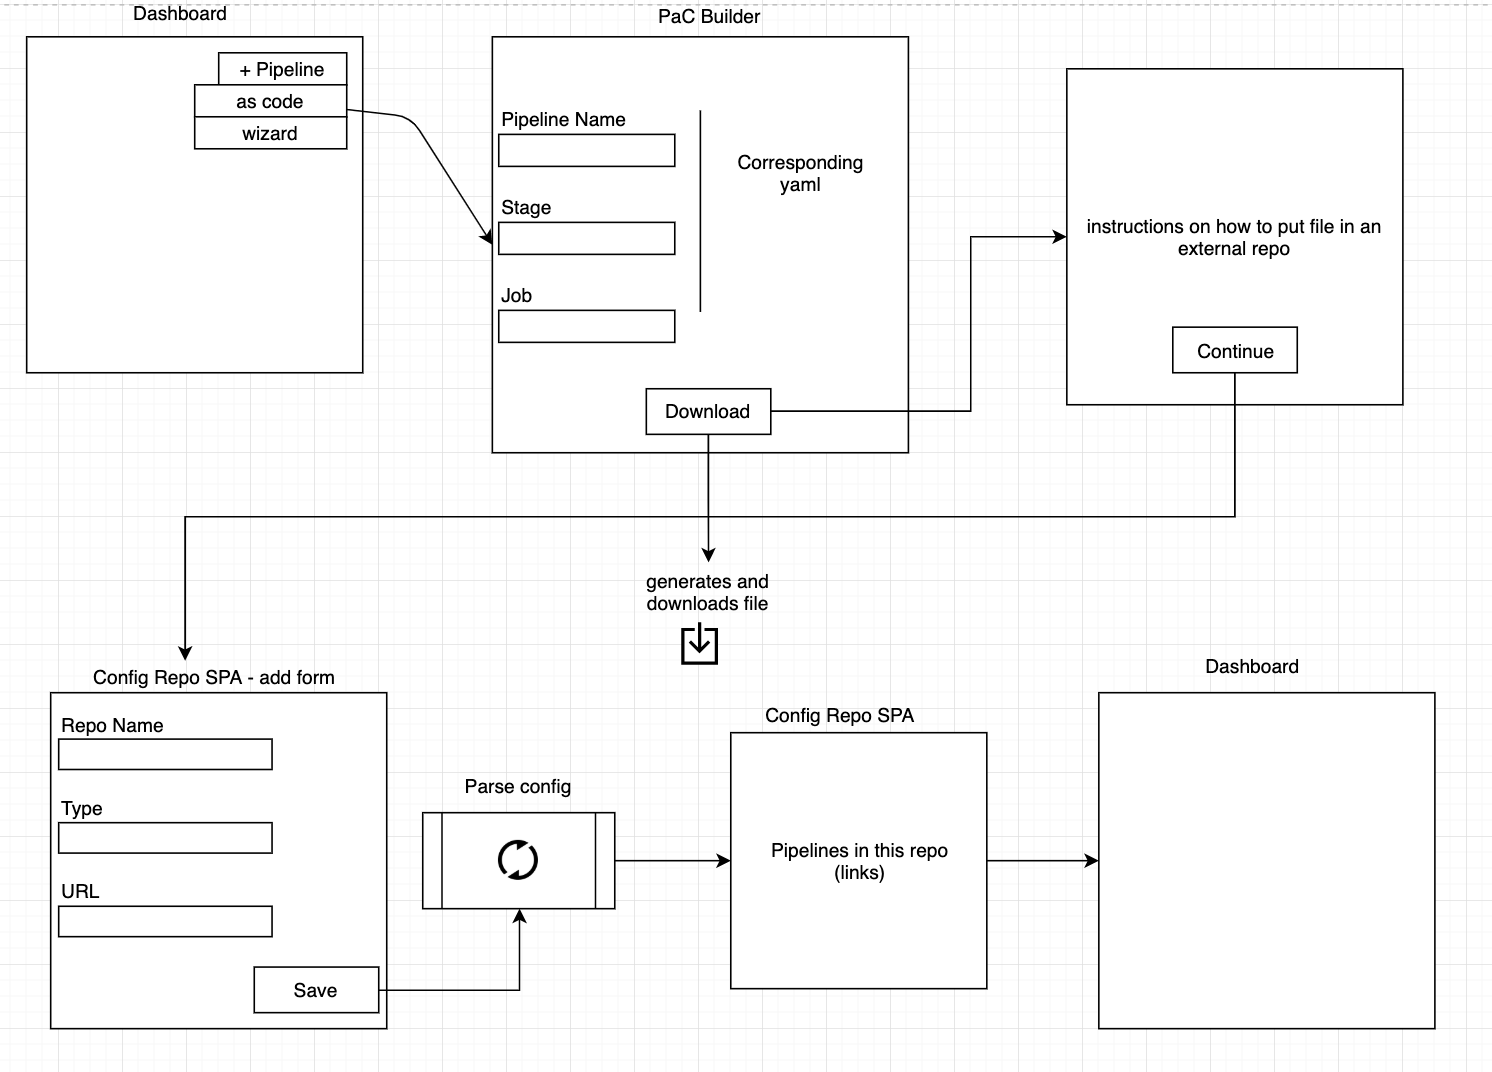 Dashboard
+ Pipeline
as code
wizard
PaC Builder
Pipeline Name
Stage
Job
Corresponding
yaml
Download
instructions on how to put file in an
external repo
Continue
generates and
downloads file
Config Repo SPA - add form
Repo Name
Type
URL
Save
Parse config
Config Repo SPA
Pipelines in this repo
(links)
Dashboard